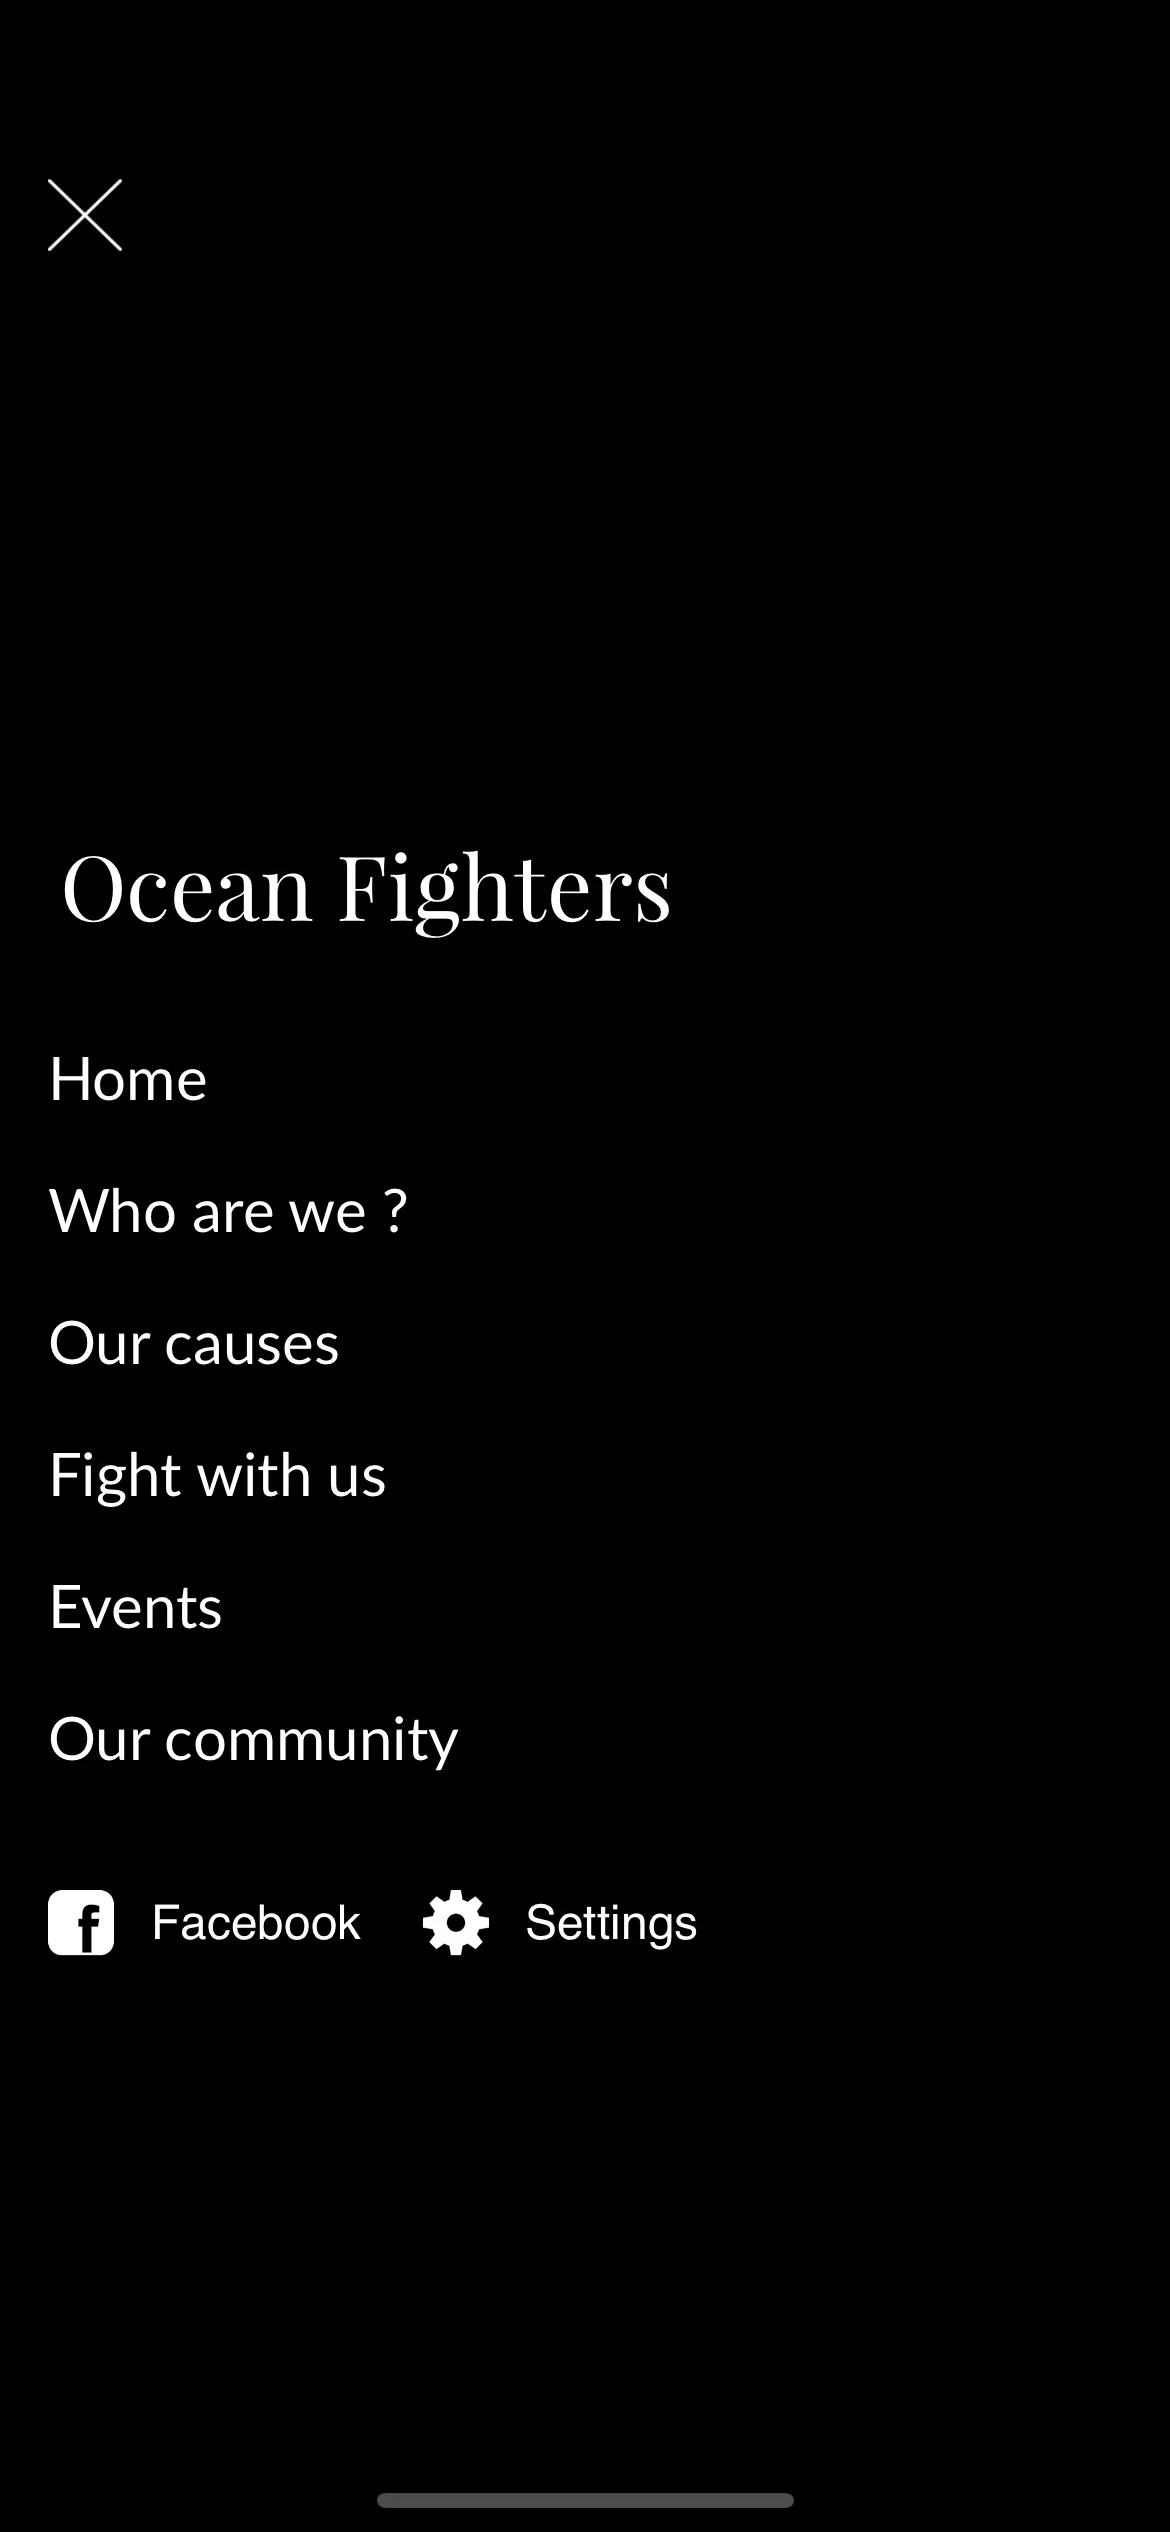 Ocean Fighters
Home
Who are we ?
Our causes
Fight with us
Events
Our community
Facebook Settings